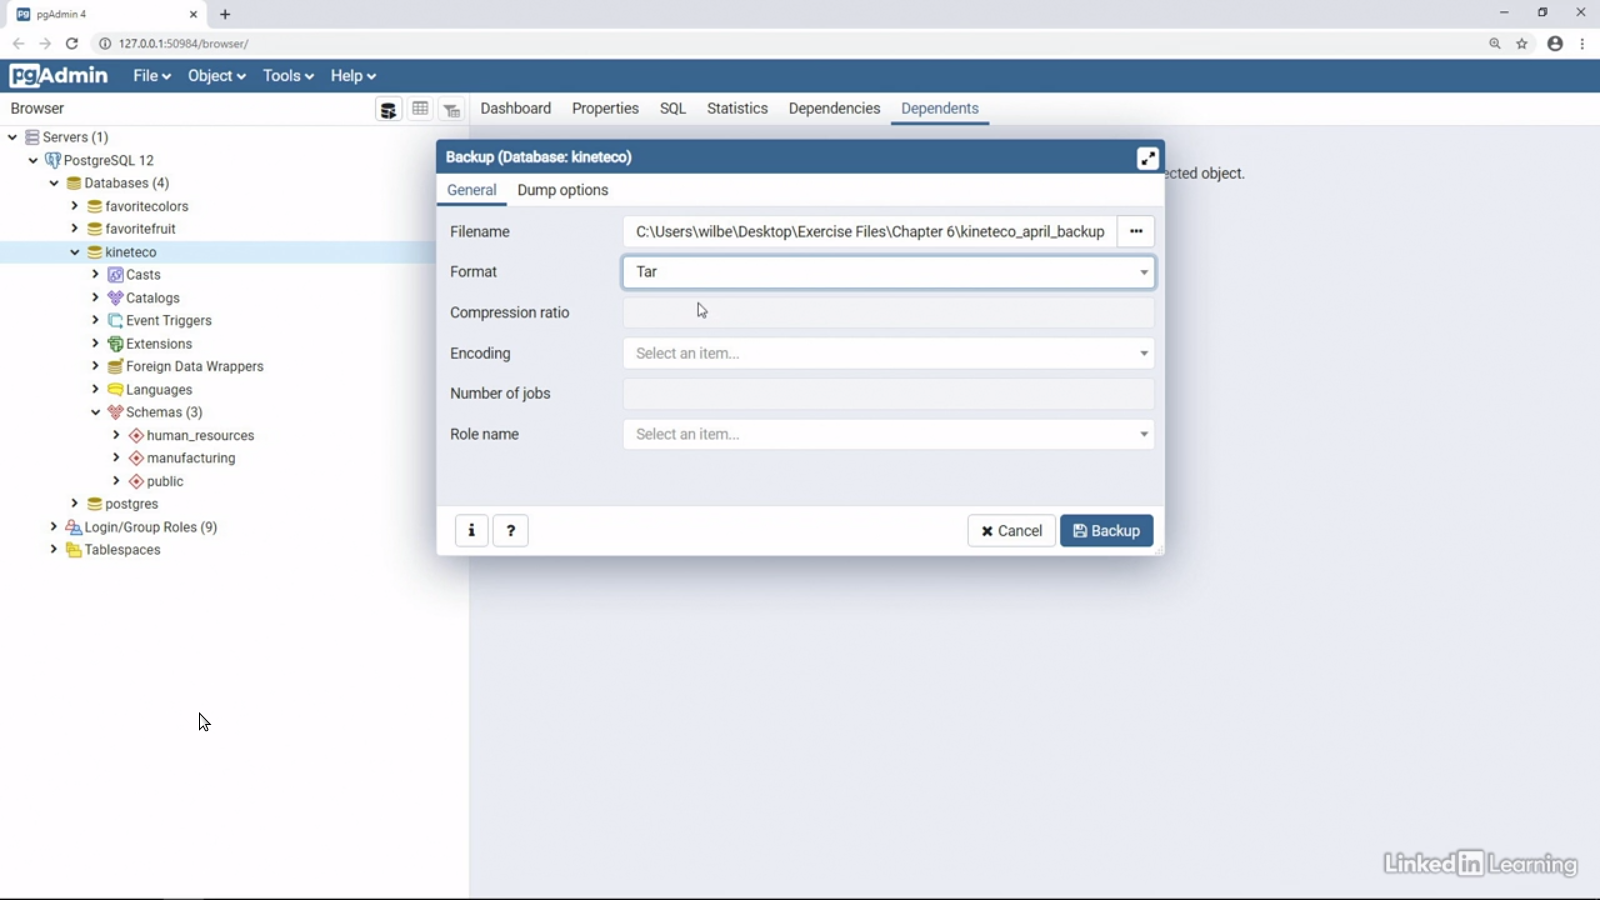 pgAdmin 4
127.0.0.1:50984/browser/
pgAdmin File Object Tools Help
Browser
Dashboard Properties SQL Statistics Dependencies Dependents
Servers (1)
PostgreSQL 12
Databases (4)
favoritecolors
favoritefruit
kineteco
Casts
Catalogs
Event Triggers
Extensions
Foreign Data Wrappers
Languages
Schemas (3)
human_resources
manufacturing
public
postgres
Login/Group Roles (9)
Tablespaces
ected object.
Backup (Database: kineteco)
General Dump options
Filename C:\Users\wilbe\Desktop\Exercise Files\Chapter 6\kineteco_april_backup
Format Tar
Compression ratio
Encoding Select an item...
Number of jobs
Role name Select an item...
i ? Cancel Backup
Linked in Learning